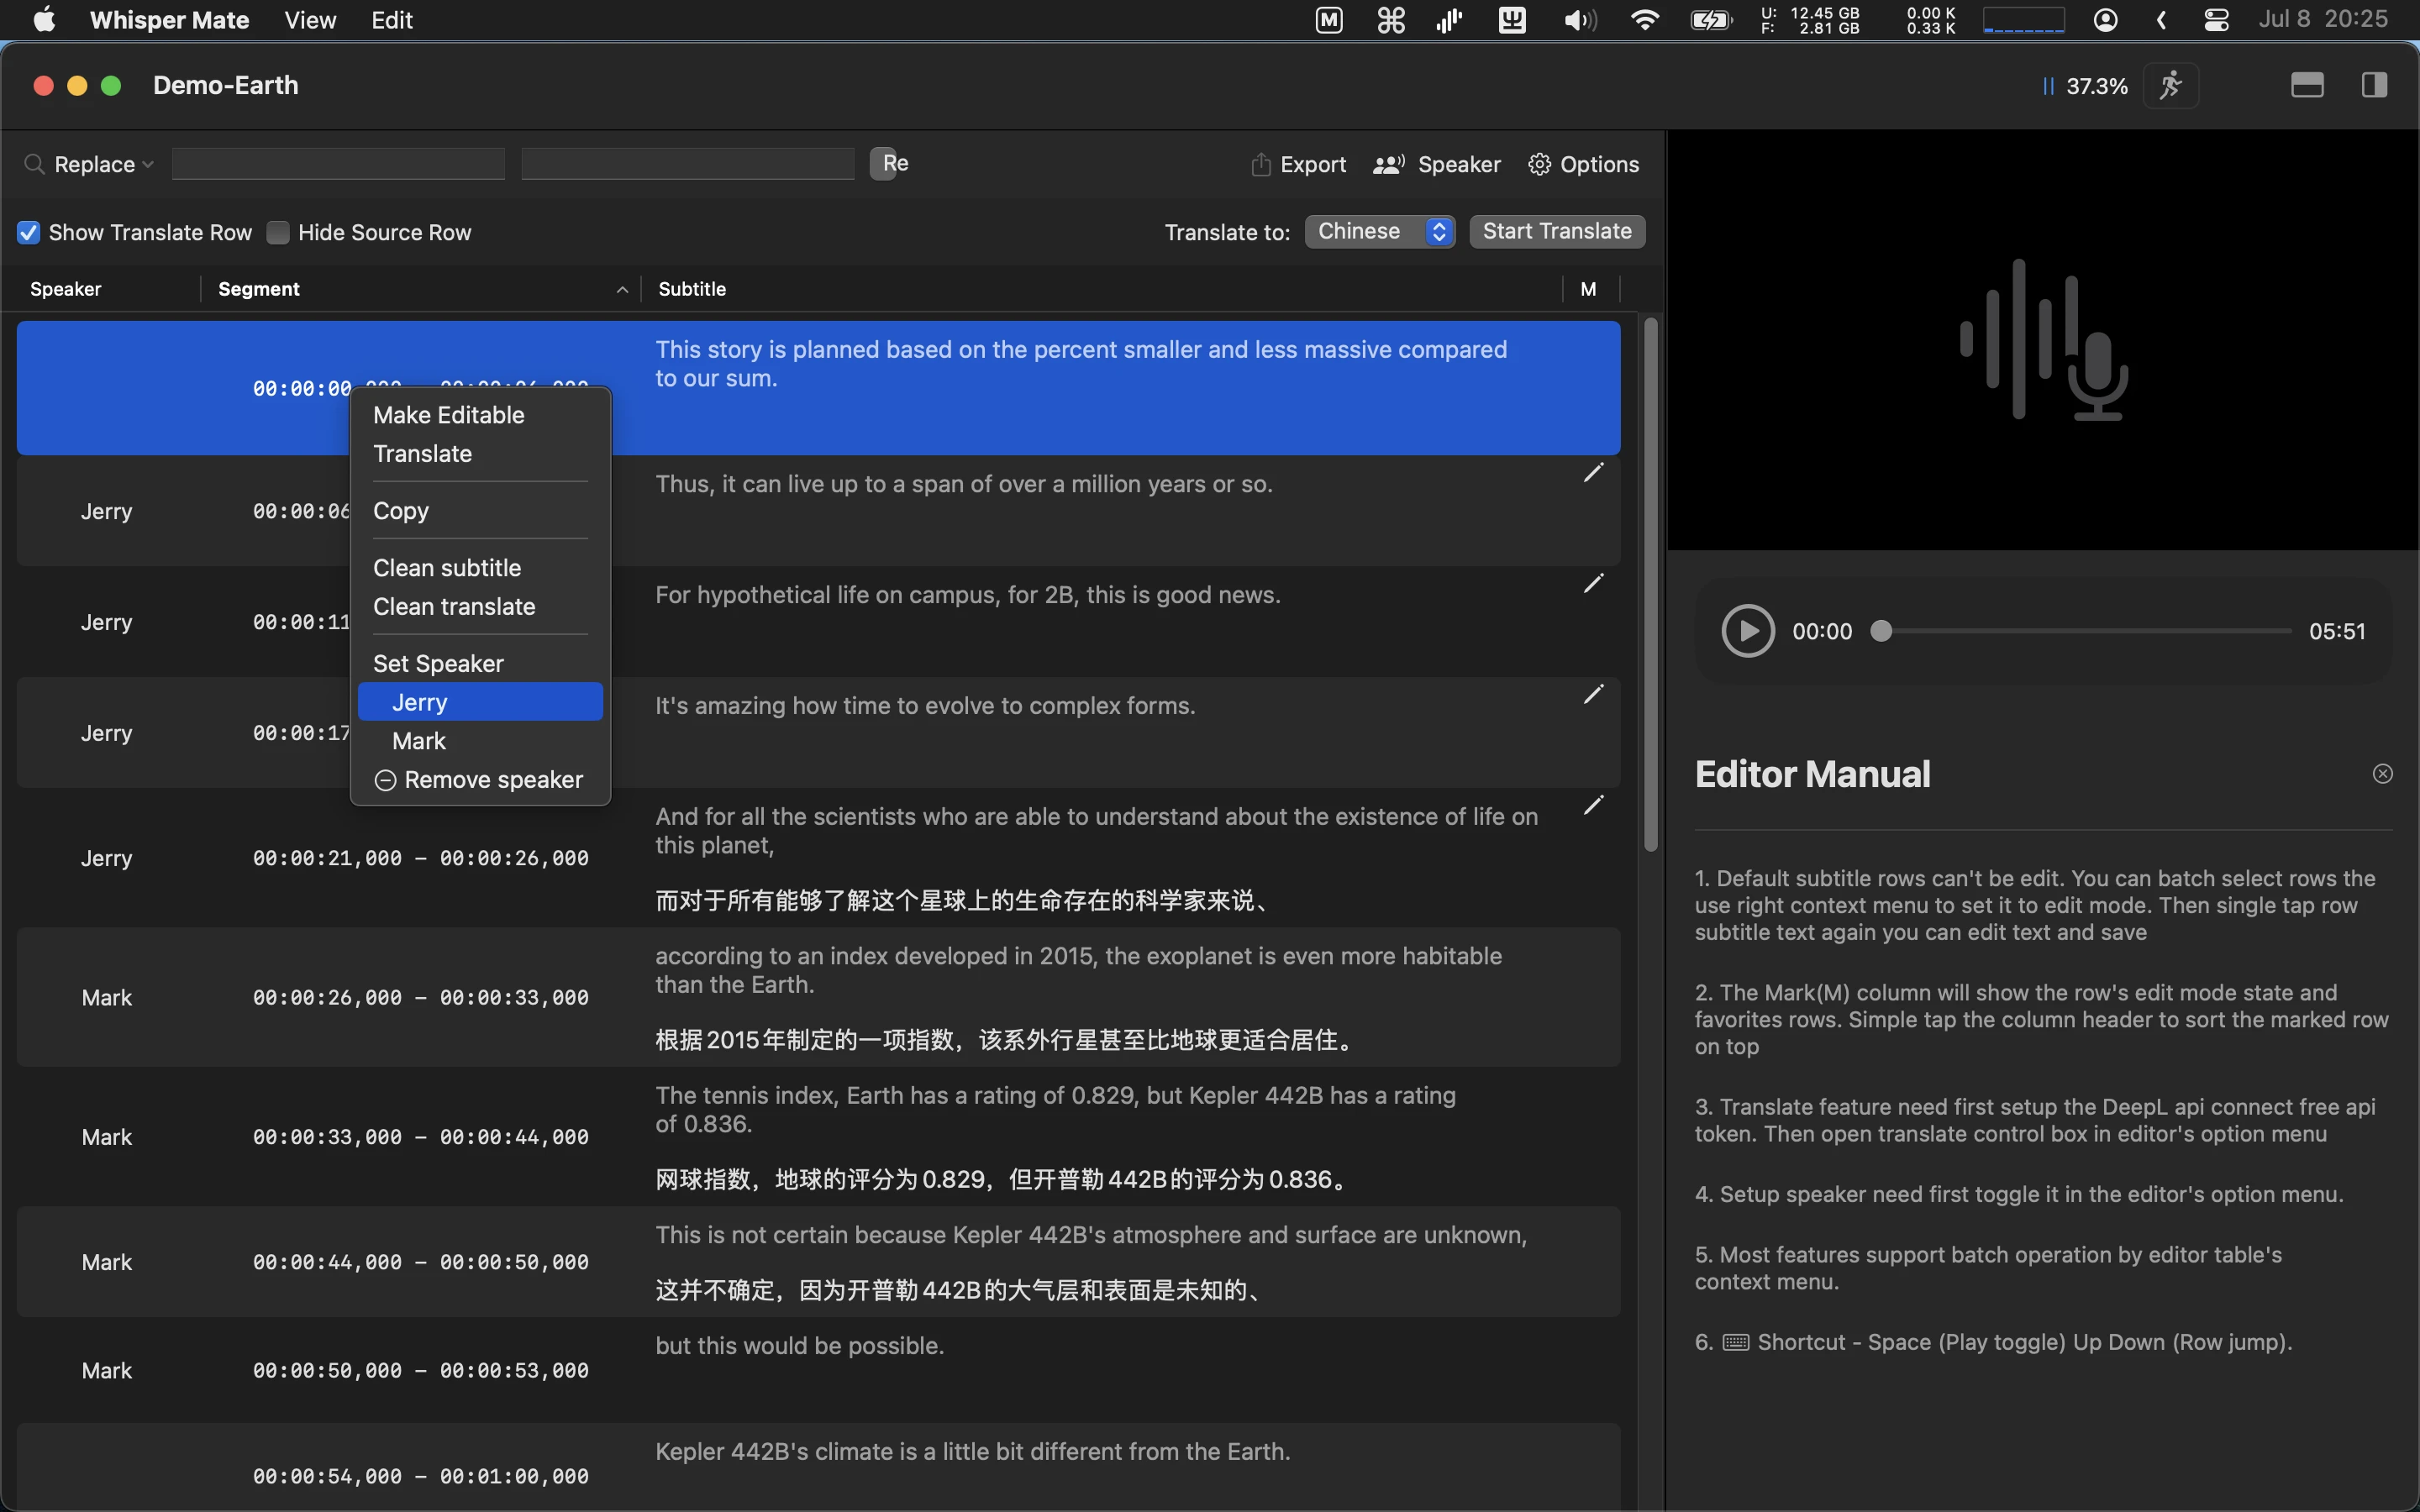 Whisper Mate View Edit
U: 12.45 GB 0.00 K
F: 2.81 GB 0.33 K
Jul 8 20:25
Demo-Earth
37.3%
Replace
Re
Export Speaker Options
Show Translate Row Hide Source Row
Translate to: Chinese Start Translate
Speaker Segment Subtitle M
This story is planned based on the percent smaller and less massive compared
to our sum.
00:00:00,000 – 00:00:06,000
Make Editable
Translate
Copy
Clean subtitle
Clean translate
Set Speaker
Jerry
Mark
Remove speaker
Jerry 00:00:06 Thus, it can live up to a span of over a million years or so.
Jerry 00:00:11 For hypothetical life on campus, for 2B, this is good news.
Jerry 00:00:17 It's amazing how time to evolve to complex forms.
And for all the scientists who are able to understand about the existence of life on
this planet,
Jerry 00:00:21,000 – 00:00:26,000
而对于所有能够了解这个星球上的生命存在的科学家来说、
according to an index developed in 2015, the exoplanet is even more habitable
than the Earth.
Mark 00:00:26,000 – 00:00:33,000
根据2015年制定的一项指数，该系外行星甚至比地球更适合居住。
The tennis index, Earth has a rating of 0.829, but Kepler 442B has a rating
of 0.836.
Mark 00:00:33,000 – 00:00:44,000
网球指数，地球的评分为0.829，但开普勒442B的评分为0.836。
This is not certain because Kepler 442B's atmosphere and surface are unknown,
Mark 00:00:44,000 – 00:00:50,000
这并不确定，因为开普勒442B的大气层和表面是未知的、
but this would be possible.
Mark 00:00:50,000 – 00:00:53,000
Kepler 442B's climate is a little bit different from the Earth.
00:00:54,000 – 00:01:00,000
00:00 05:51
Editor Manual
1. Default subtitle rows can't be edit. You can batch select rows the
use right context menu to set it to edit mode. Then single tap row
subtitle text again you can edit text and save
2. The Mark(M) column will show the row's edit mode state and
favorites rows. Simple tap the column header to sort the marked row
on top
3. Translate feature need first setup the DeepL api connect free api
token. Then open translate control box in editor's option menu
4. Setup speaker need first toggle it in the editor's option menu.
5. Most features support batch operation by editor table's
context menu.
6. Shortcut - Space (Play toggle) Up Down (Row jump).